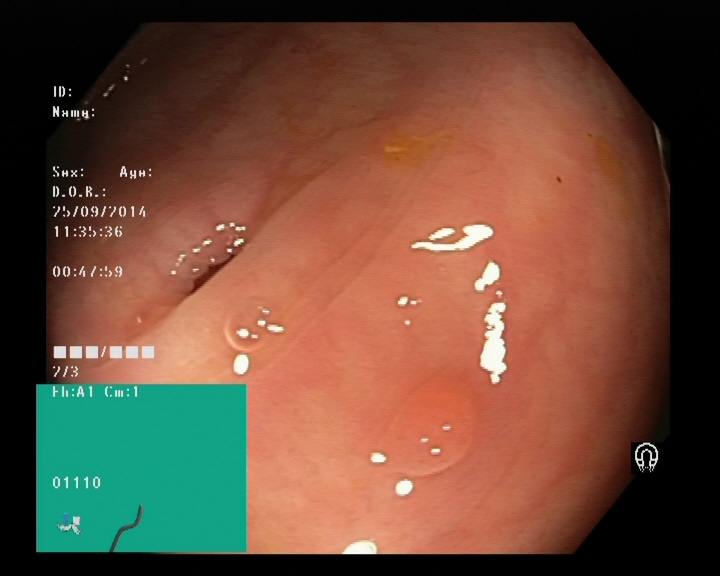 ID:
Name:
Sex: Age:
D.O.B.:
25/09/2014
11:35:36
00:47:59
■■■/■■■
2/3
Eh:A1 Cm:1
01110